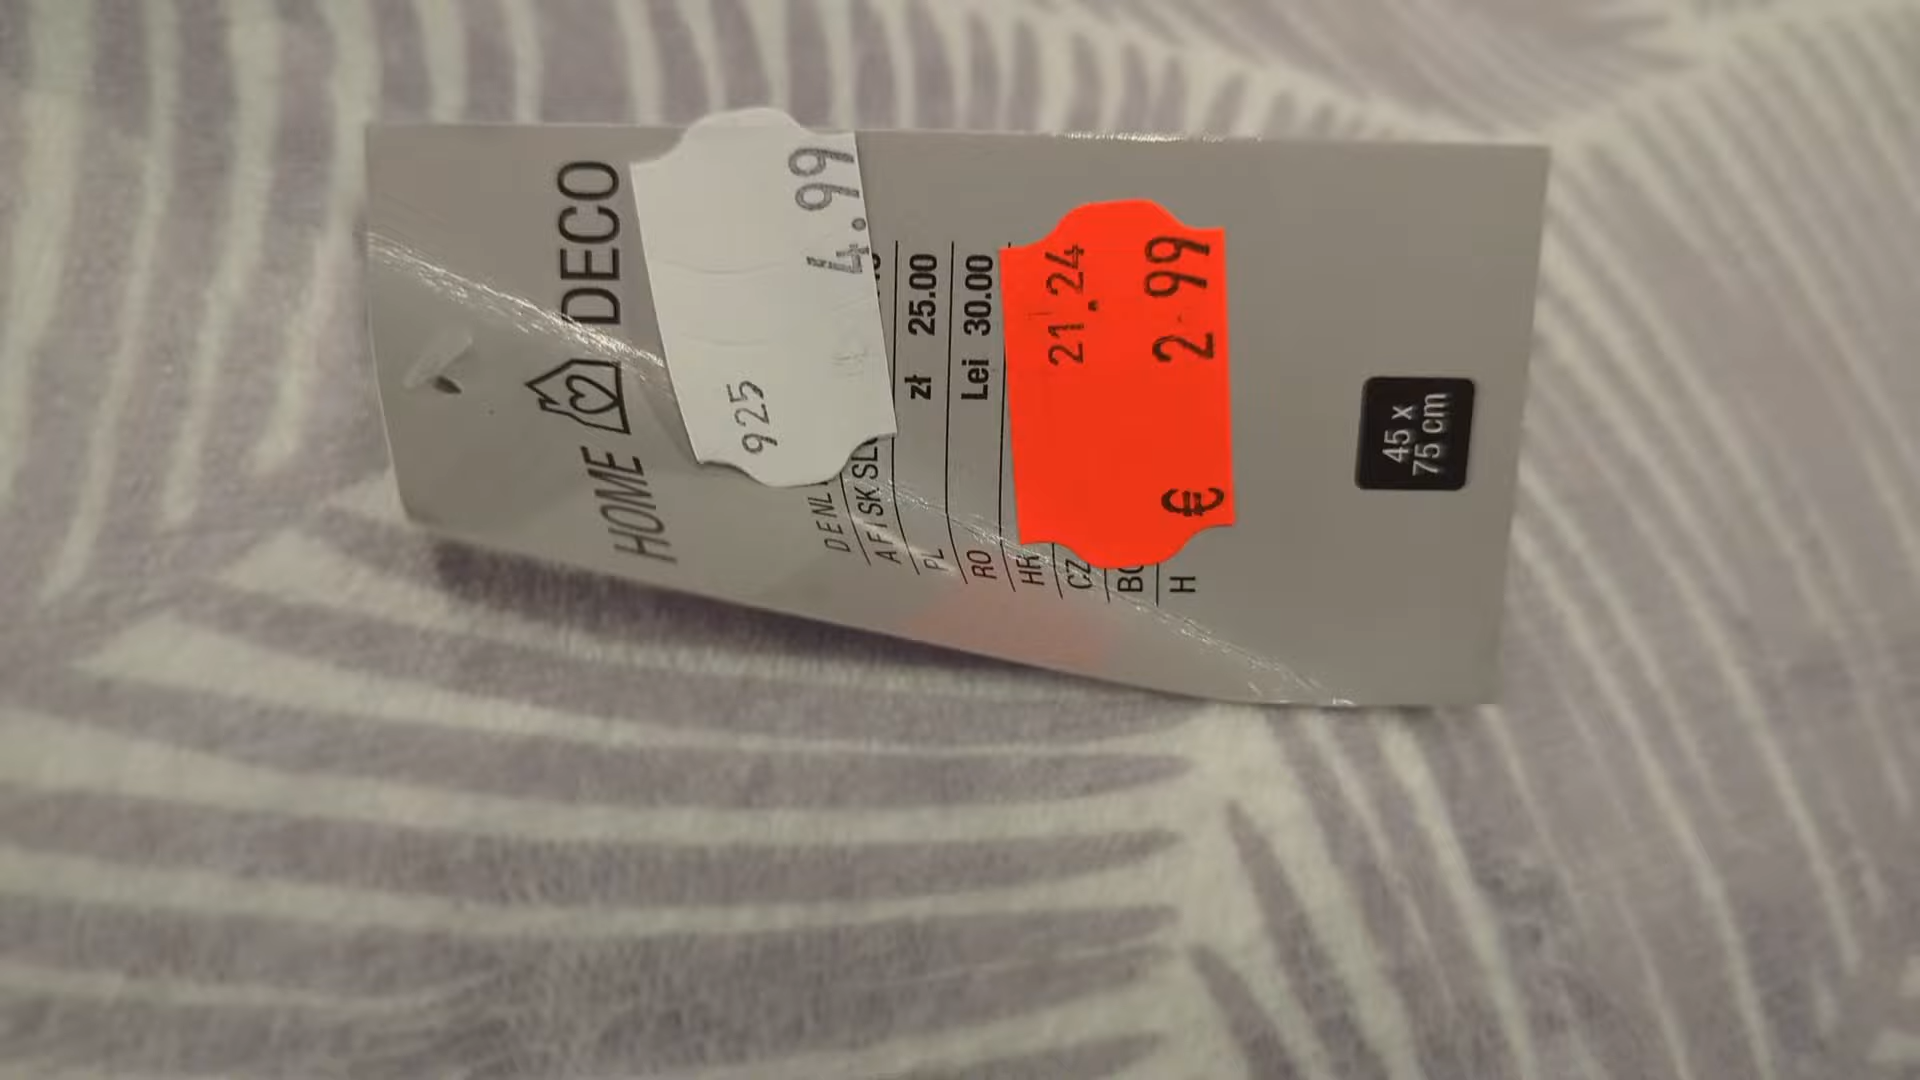 HOME DECO
925
4.99
D E NL
A F I SK SL
PL zł 25.00
RO Lei 30.00
HR
CZ
H
21.24
€ 2.99
45 x
75 cm